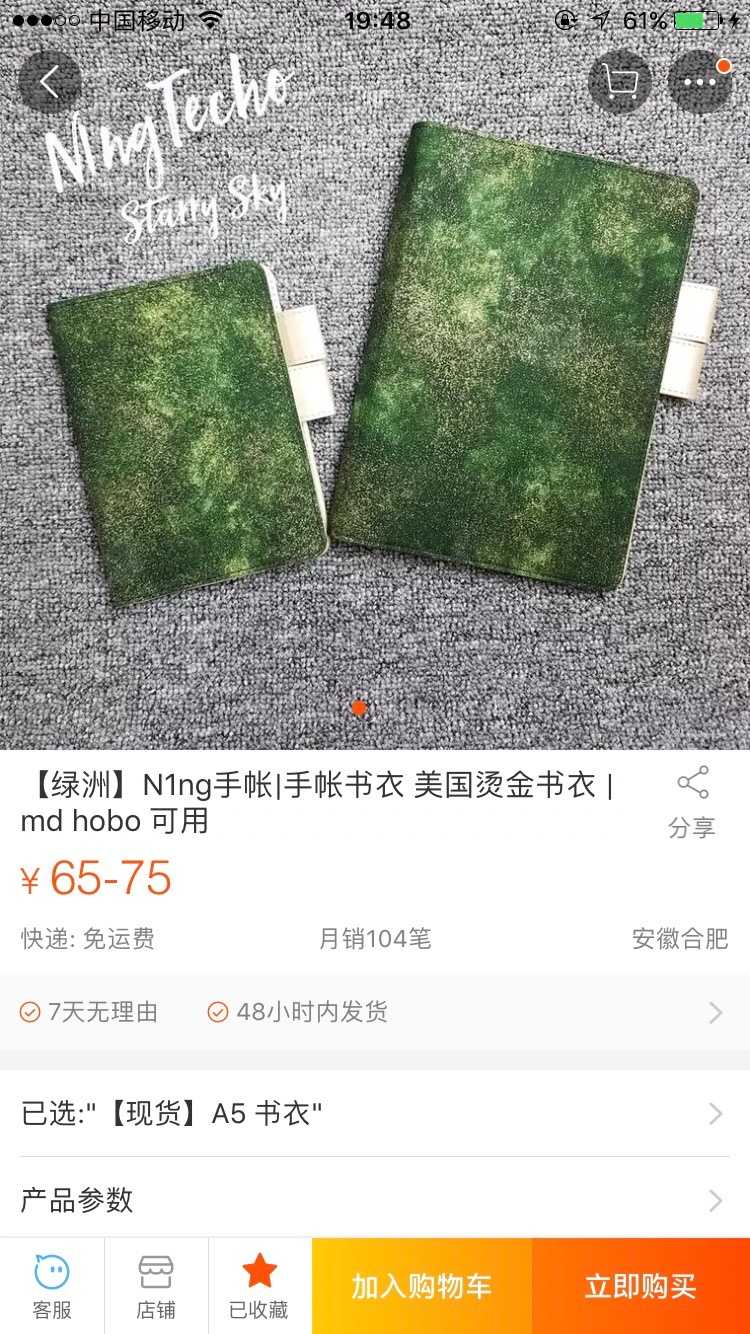 中国移动 19:48 61%
N1ngTecho
Starry Sky
【绿洲】N1ng手帐|手帐书衣 美国烫金书衣 |
md hobo 可用
分享
¥ 65-75
快递: 免运费 月销104笔 安徽合肥
7天无理由 48小时内发货
已选:"【现货】A5 书衣"
产品参数
客服 店铺 已收藏 加入购物车 立即购买